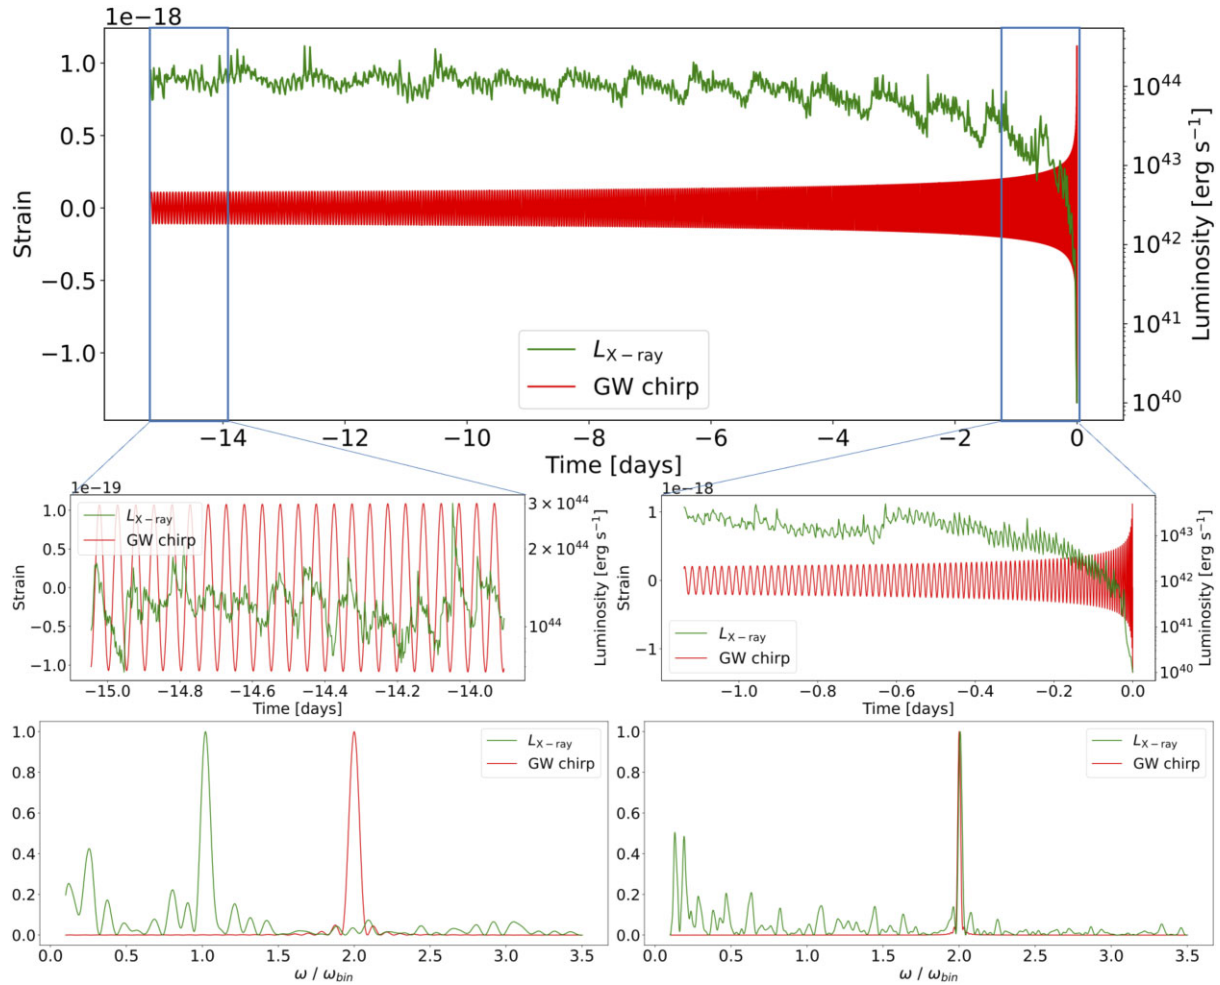 1e−18
1.0
0.5
0.0
−0.5
−1.0
Strain
10^44
10^43
10^42
10^41
10^40
Luminosity [erg s^−1]
L_X−ray
GW chirp
−14 −12 −10 −8 −6 −4 −2 0
Time [days]
1e−19
1.0
0.5
0.0
−0.5
−1.0
Strain
L_X−ray
GW chirp
3 × 10^44
2 × 10^44
10^44
Luminosity [erg s^−1]
−15.0 −14.8 −14.6 −14.4 −14.2 −14.0
Time [days]
1e−18
1
0
−1
Strain
L_X−ray
GW chirp
10^43
10^42
10^41
10^40
Luminosity [erg s^−1]
−1.0 −0.8 −0.6 −0.4 −0.2 0.0
Time [days]
1.0
0.8
0.6
0.4
0.2
0.0
L_X−ray
GW chirp
0.0 0.5 1.0 1.5 2.0 2.5 3.0 3.5
ω / ω_bin
1.0
0.8
0.6
0.4
0.2
0.0
L_X−ray
GW chirp
0.0 0.5 1.0 1.5 2.0 2.5 3.0 3.5
ω / ω_bin